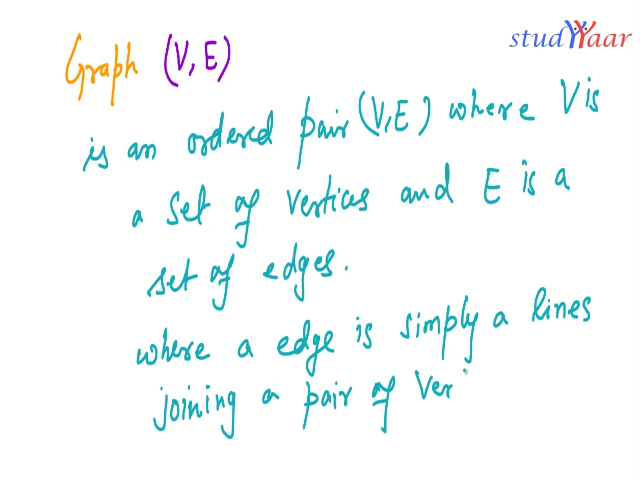 studYYaar
Graph (V, E)
is an ordered pair (V, E) where V is
a set of vertices and E is a
set of edges.
where a edge is simply a lines
joining a pair of Ver